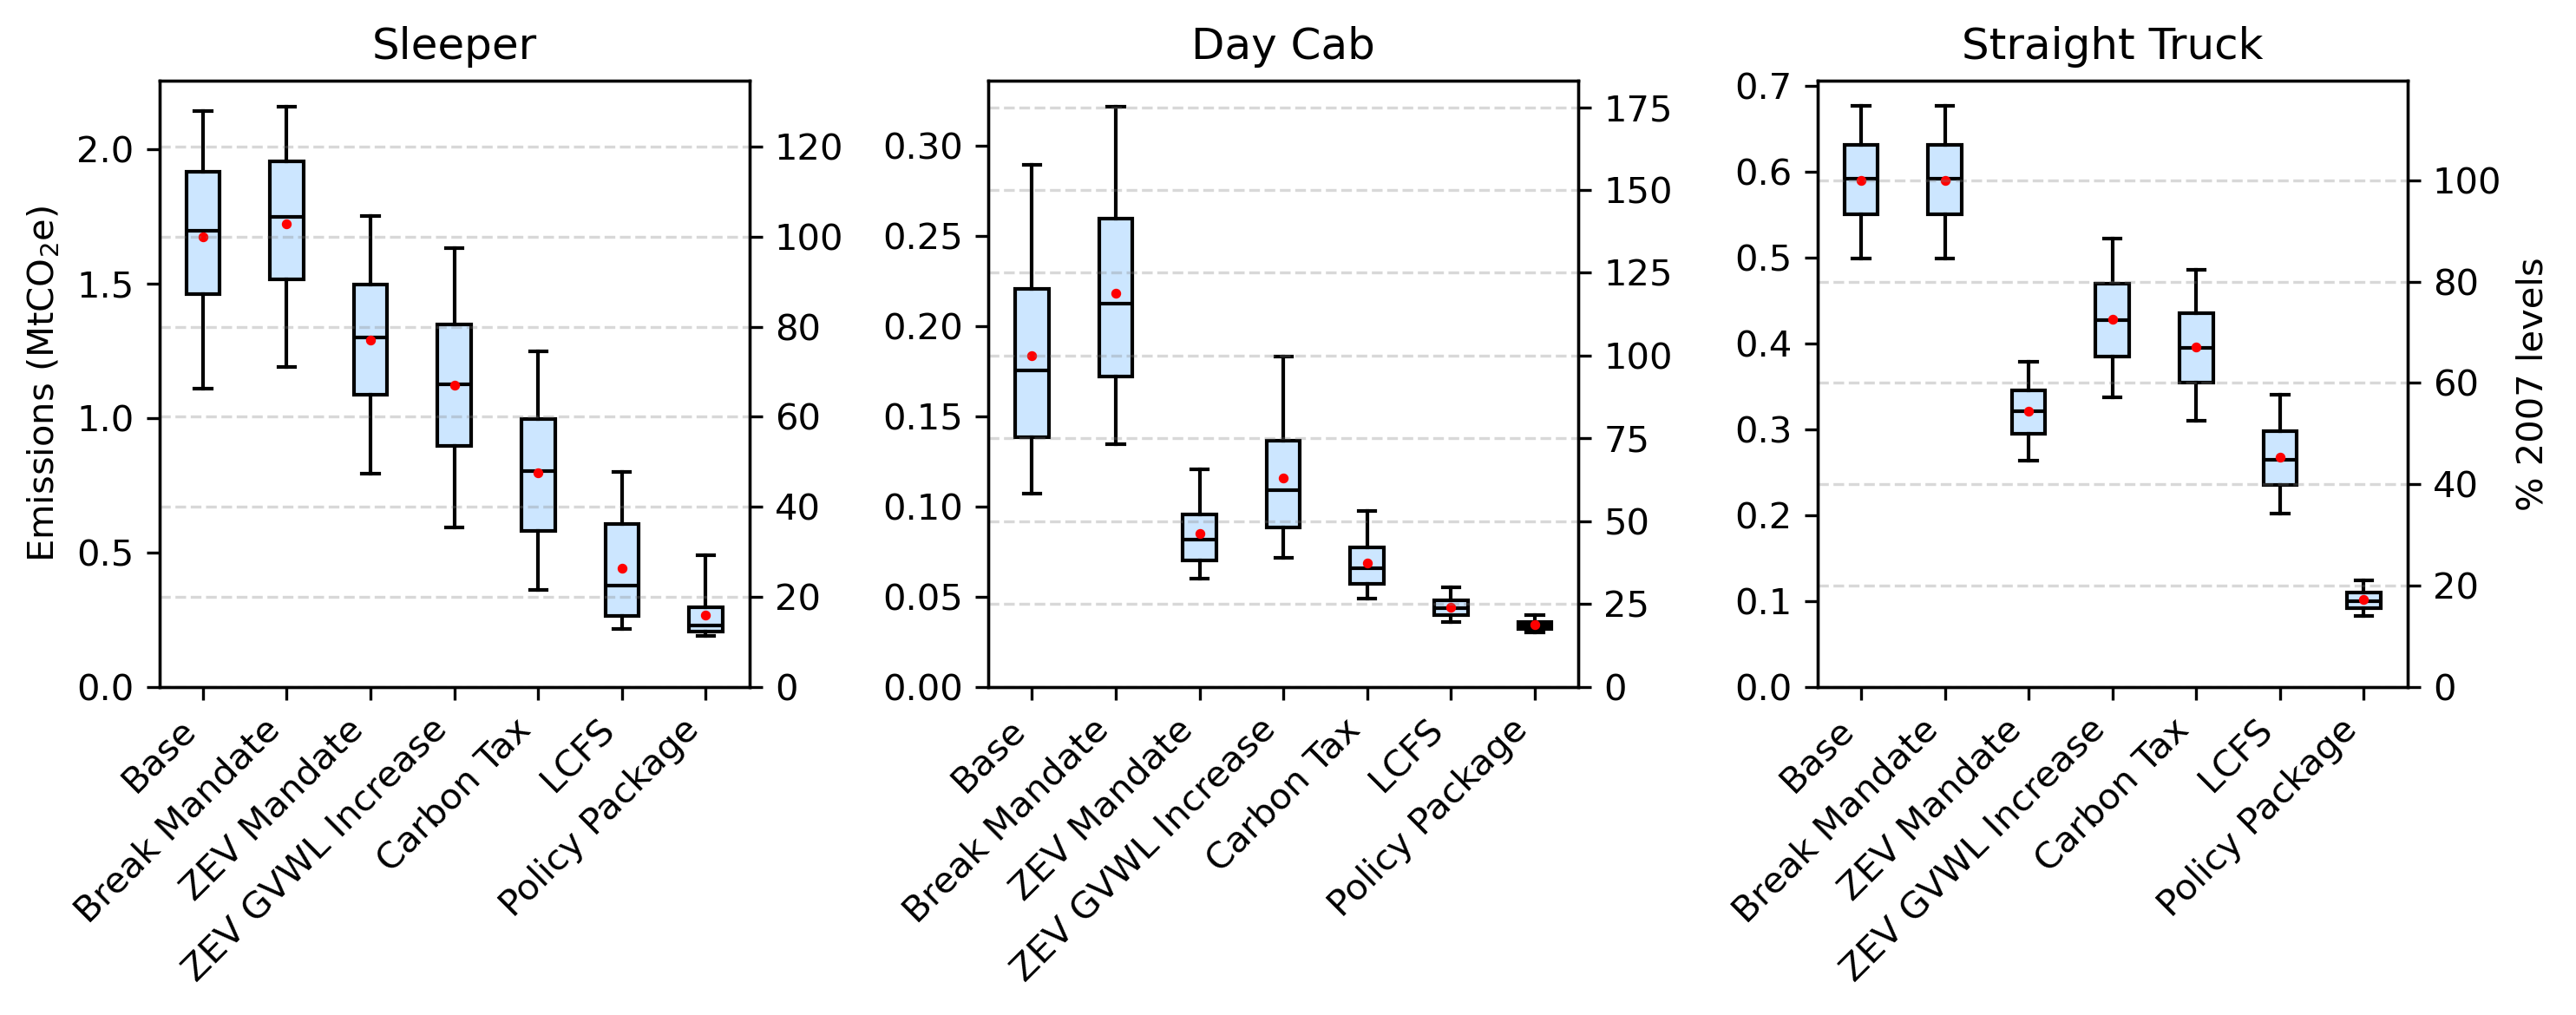 Sleeper
Day Cab
Straight Truck
Emissions (MtCO₂e)
2.0
1.5
1.0
0.5
0.0
120
100
80
60
40
20
0
Base
Break Mandate
ZEV Mandate
ZEV GVWL Increase
Carbon Tax
LCFS
Policy Package
0.30
0.25
0.20
0.15
0.10
0.05
0.00
175
150
125
100
75
50
25
0
Base
Break Mandate
ZEV Mandate
ZEV GVWL Increase
Carbon Tax
LCFS
Policy Package
0.7
0.6
0.5
0.4
0.3
0.2
0.1
0.0
100
80
60
40
20
0
% 2007 levels
Base
Break Mandate
ZEV Mandate
ZEV GVWL Increase
Carbon Tax
LCFS
Policy Package